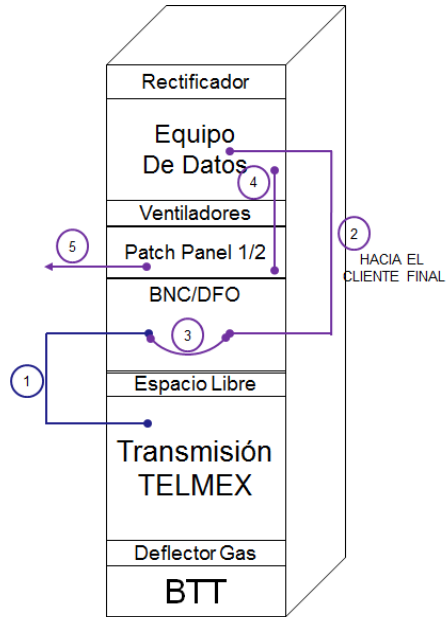 Rectificador
Equipo
De Datos
4
Ventiladores
5
Patch Panel 1/2
2
HACIA EL
CLIENTE FINAL
BNC/DFO
3
1
Espacio Libre
Transmisión
TELMEX
Deflector Gas
BTT